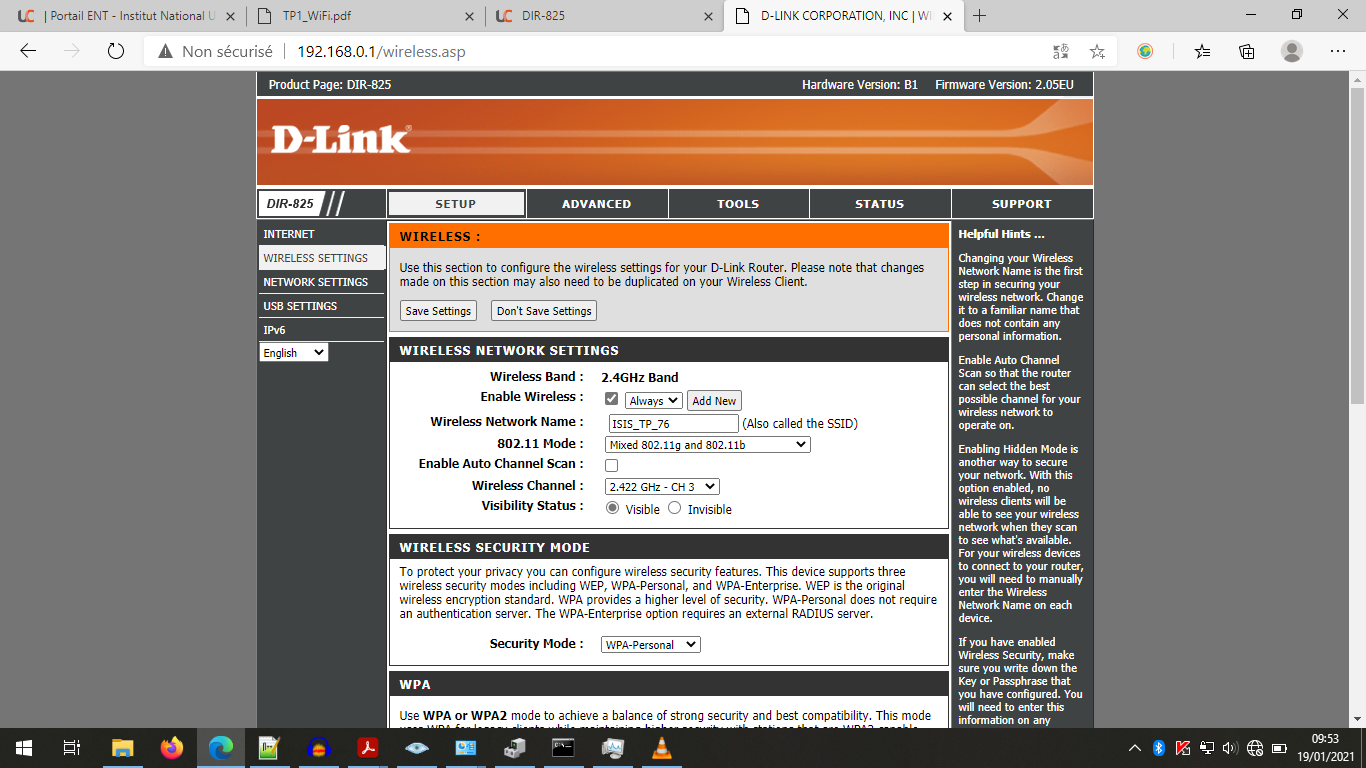 | Portail ENT - Institut National U
TP1_WiFi.pdf
DIR-825
D-LINK CORPORATION, INC | WI
Non sécurisé
192.168.0.1/wireless.asp
Product Page: DIR-825
Hardware Version: B1
Firmware Version: 2.05EU
D-Link
DIR-825
SETUP
ADVANCED
TOOLS
STATUS
SUPPORT
INTERNET
WIRELESS SETTINGS
NETWORK SETTINGS
USB SETTINGS
IPv6
English
WIRELESS :
Use this section to configure the wireless settings for your D-Link Router. Please note that changes
made on this section may also need to be duplicated on your Wireless Client.
Save Settings
Don't Save Settings
WIRELESS NETWORK SETTINGS
Wireless Band : 2.4GHz Band
Enable Wireless : Always Add New
Wireless Network Name : ISIS_TP_76 (Also called the SSID)
802.11 Mode : Mixed 802.11g and 802.11b
Enable Auto Channel Scan :
Wireless Channel : 2.422 GHz - CH 3
Visibility Status : Visible Invisible
WIRELESS SECURITY MODE
To protect your privacy you can configure wireless security features. This device supports three
wireless security modes including WEP, WPA-Personal, and WPA-Enterprise. WEP is the original
wireless encryption standard. WPA provides a higher level of security. WPA-Personal does not require
an authentication server. The WPA-Enterprise option requires an external RADIUS server.
Security Mode : WPA-Personal
WPA
Use WPA or WPA2 mode to achieve a balance of strong security and best compatibility. This mode
Helpful Hints ...
Changing your Wireless
Network Name is the first
step in securing your
wireless network. Change
it to a familiar name that
does not contain any
personal information.
Enable Auto Channel
Scan so that the router
can select the best
possible channel for your
wireless network to
operate on.
Enabling Hidden Mode is
another way to secure
your network. With this
option enabled, no
wireless clients will be
able to see your wireless
network when they scan
to see what's available.
For your wireless devices
to connect to your router,
you will need to manually
enter the Wireless
Network Name on each
device.
If you have enabled
Wireless Security, make
sure you write down the
Key or Passphrase that
you have configured. You
will need to enter this
information on any
09:53
19/01/2021